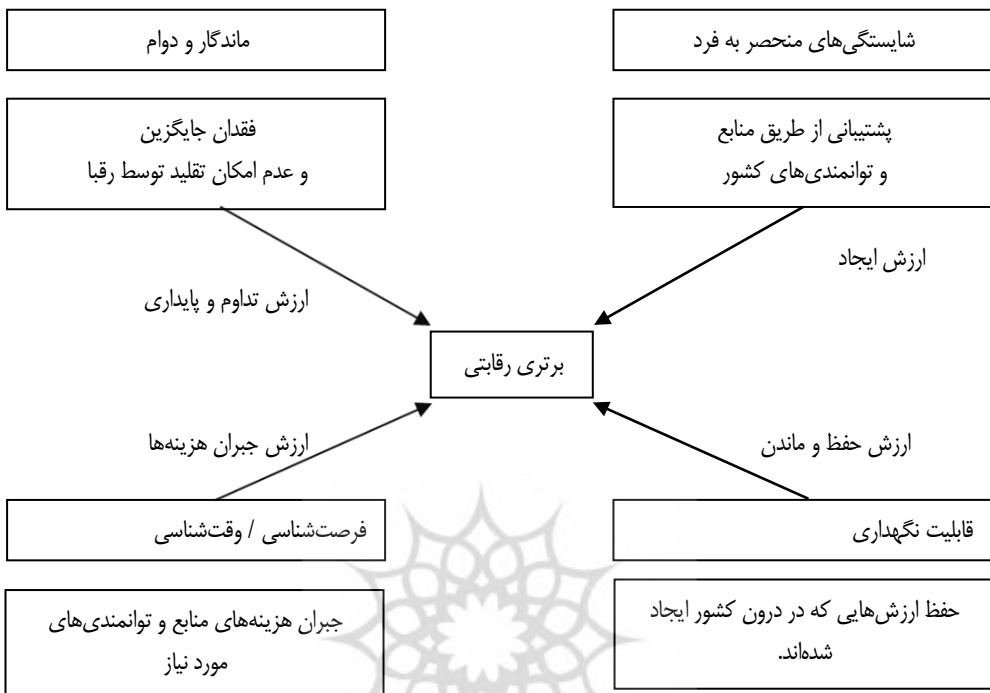 شایستگی‌های منحصر به فرد
ماندگار و دوام
پشتیبانی از طریق منابع
و توانمندی‌های کشور
فقدان جایگزین
و عدم امکان تقلید توسط رقبا
ارزش ایجاد
ارزش تداوم و پایداری
برتری رقابتی
ارزش حفظ و ماندن
ارزش جبران هزینه‌ها
قابلیت نگهداری
فرصت‌شناسی / وقت‌شناسی
حفظ ارزش‌هایی که در درون کشور ایجاد
شده‌اند.
جبران هزینه‌های منابع و توانمندی‌های
مورد نیاز